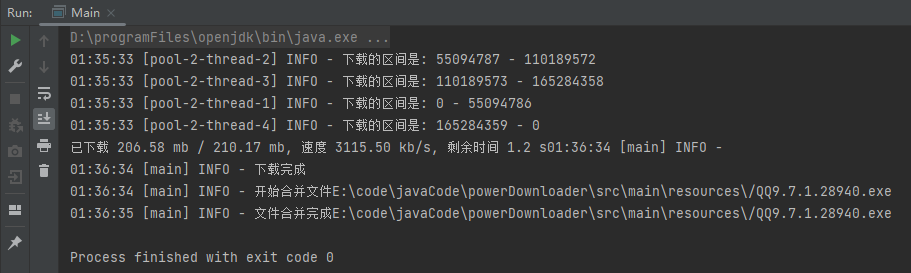 Run: Main ×
D:\programFiles\openjdk\bin\java.exe ...
01:35:33 [pool-2-thread-2] INFO - 下载的区间是: 55094787 - 110189572
01:35:33 [pool-2-thread-3] INFO - 下载的区间是: 110189573 - 165284358
01:35:33 [pool-2-thread-1] INFO - 下载的区间是: 0 - 55094786
01:35:33 [pool-2-thread-4] INFO - 下载的区间是: 165284359 - 0
已下载 206.58 mb / 210.17 mb, 速度 3115.50 kb/s, 剩余时间 1.2 s01:36:34 [main] INFO -
01:36:34 [main] INFO - 下载完成
01:36:34 [main] INFO - 开始合并文件E:\code\javaCode\powerDownloader\src\main\resources\/QQ9.7.1.28940.exe
01:36:35 [main] INFO - 文件合并完成E:\code\javaCode\powerDownloader\src\main\resources\/QQ9.7.1.28940.exe
Process finished with exit code 0